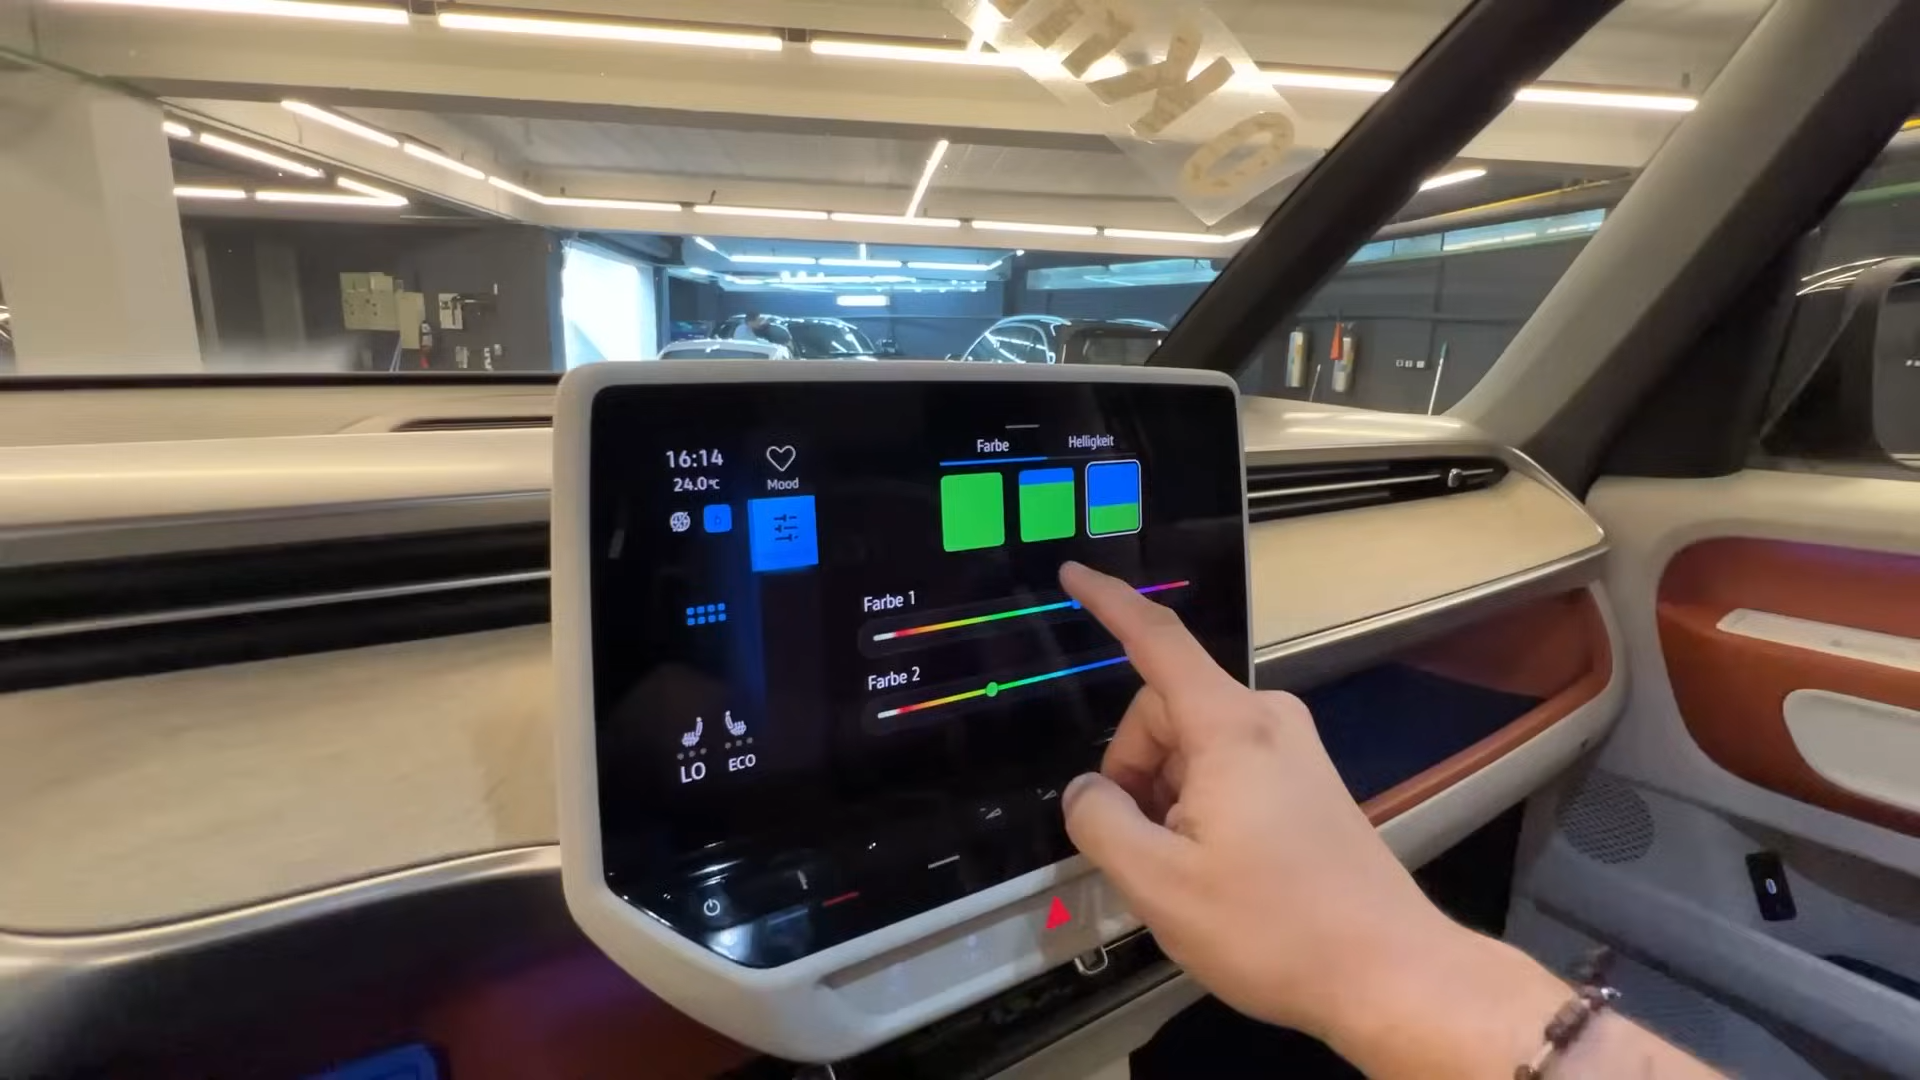 16:14
24.0°C
Mood
Farbe
Helligkeit
Farbe 1
Farbe 2
LO
ECO